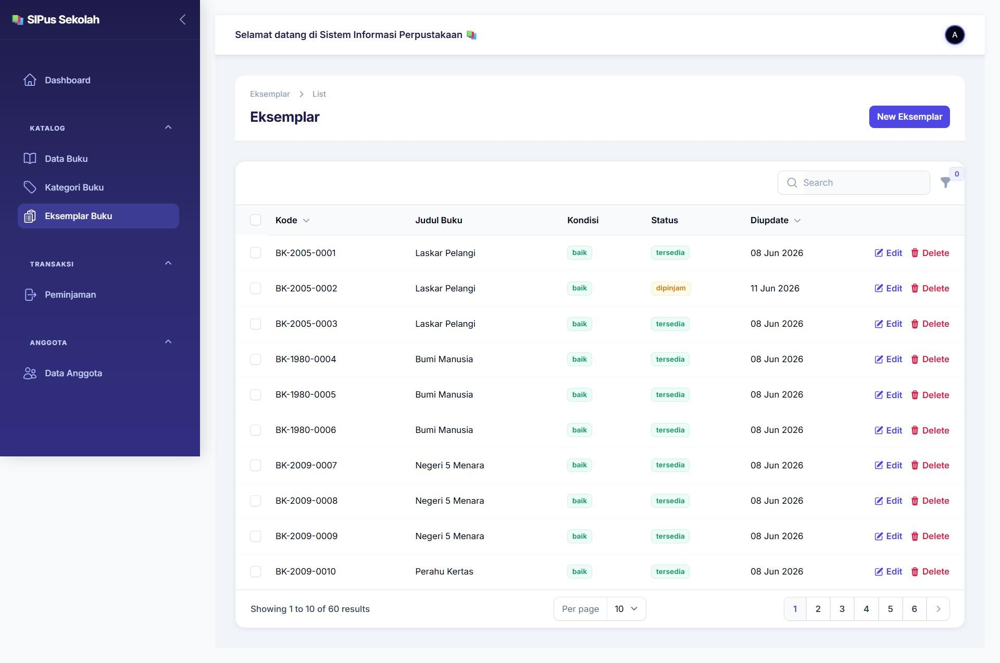 SIPus Sekolah
Selamat datang di Sistem Informasi Perpustakaan
A
Dashboard
KATALOG
Data Buku
Kategori Buku
Eksemplar Buku
TRANSAKSI
Peminjaman
ANGGOTA
Data Anggota
Eksemplar > List
Eksemplar
New Eksemplar
Search
0
Kode Judul Buku Kondisi Status Diupdate
BK-2005-0001 Laskar Pelangi baik tersedia 08 Jun 2026 Edit Delete
BK-2005-0002 Laskar Pelangi baik dipinjam 11 Jun 2026 Edit Delete
BK-2005-0003 Laskar Pelangi baik tersedia 08 Jun 2026 Edit Delete
BK-1980-0004 Bumi Manusia baik tersedia 08 Jun 2026 Edit Delete
BK-1980-0005 Bumi Manusia baik tersedia 08 Jun 2026 Edit Delete
BK-1980-0006 Bumi Manusia baik tersedia 08 Jun 2026 Edit Delete
BK-2009-0007 Negeri 5 Menara baik tersedia 08 Jun 2026 Edit Delete
BK-2009-0008 Negeri 5 Menara baik tersedia 08 Jun 2026 Edit Delete
BK-2009-0009 Negeri 5 Menara baik tersedia 08 Jun 2026 Edit Delete
BK-2009-0010 Perahu Kertas baik tersedia 08 Jun 2026 Edit Delete
Showing 1 to 10 of 60 results
Per page 10
1 2 3 4 5 6